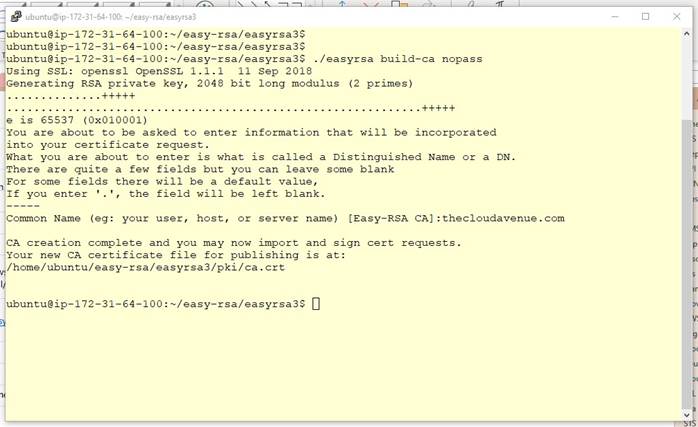 ubuntu@ip-172-31-64-100: ~/easy-rsa/easyrsa3
ubuntu@ip-172-31-64-100:~/easy-rsa/easyrsa3$
ubuntu@ip-172-31-64-100:~/easy-rsa/easyrsa3$
ubuntu@ip-172-31-64-100:~/easy-rsa/easyrsa3$ ./easyrsa build-ca nopass
Using SSL: openssl OpenSSL 1.1.1  11 Sep 2018
Generating RSA private key, 2048 bit long modulus (2 primes)
..............+++++
.............................................................+++++
e is 65537 (0x010001)
You are about to be asked to enter information that will be incorporated
into your certificate request.
What you are about to enter is what is called a Distinguished Name or a DN.
There are quite a few fields but you can leave some blank
For some fields there will be a default value,
If you enter '.', the field will be left blank.
-----
Common Name (eg: your user, host, or server name) [Easy-RSA CA]:thecloudavenue.com
CA creation complete and you may now import and sign cert requests.
Your new CA certificate file for publishing is at:
/home/ubuntu/easy-rsa/easyrsa3/pki/ca.crt
ubuntu@ip-172-31-64-100:~/easy-rsa/easyrsa3$